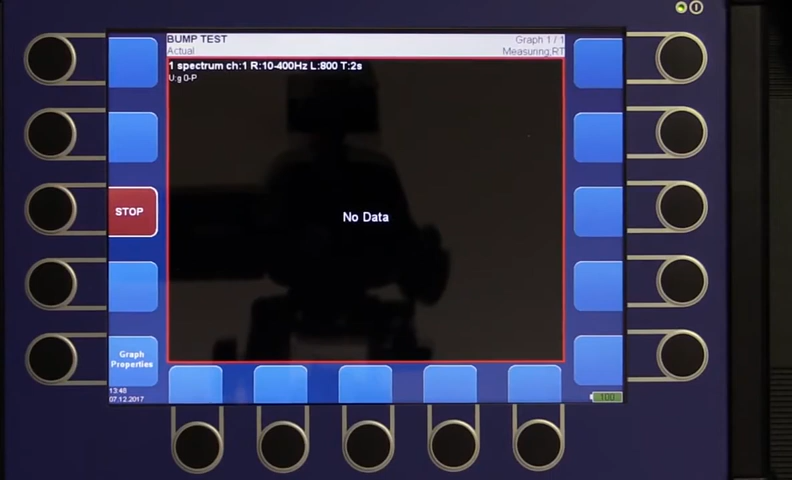 BUMP TEST
Graph 1 / 1
Actual
Measuring,RT
1 spectrum ch:1 R:10-400Hz L:800 T:2s
U:g 0-P
STOP
No Data
Graph
Properties
13:48
07.12.2017
100